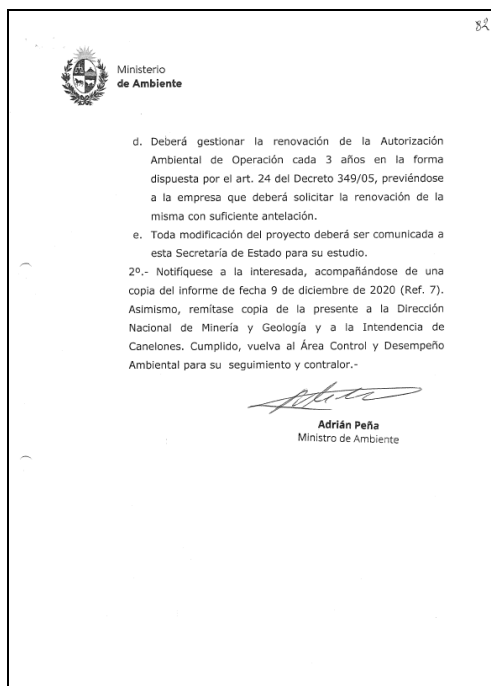 82
Ministerio
de Ambiente
d. Deberá gestionar la renovación de la Autorización
Ambiental de Operación cada 3 años en la forma
dispuesta por el art. 24 del Decreto 349/05, previéndose
a la empresa que deberá solicitar la renovación de la
misma con suficiente antelación.
e. Toda modificación del proyecto deberá ser comunicada a
esta Secretaría de Estado para su estudio.
2º.- Notifíquese a la interesada, acompañándose de una
copia del informe de fecha 9 de diciembre de 2020 (Ref. 7).
Asimismo, remítase copia de la presente a la Dirección
Nacional de Minería y Geología y a la Intendencia de
Canelones. Cumplido, vuelva al Área Control y Desempeño
Ambiental para su seguimiento y contralor.-
Adrián Peña
Ministro de Ambiente